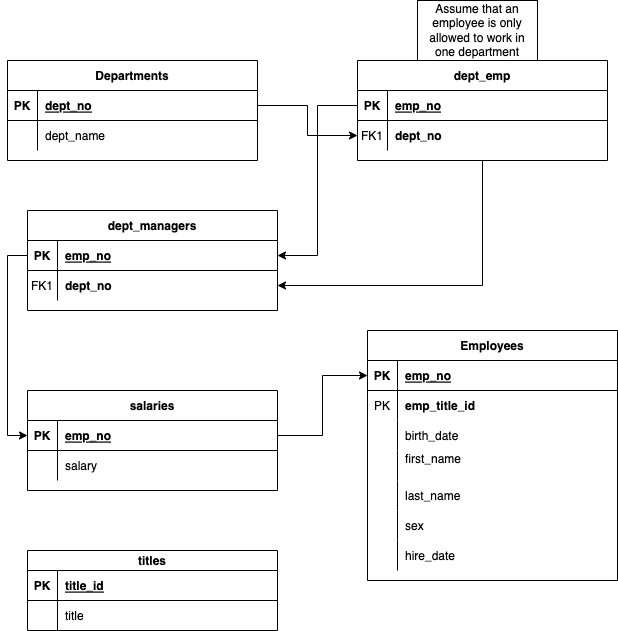 Assume that an
employee is only
allowed to work in
one department
Departments
PK dept_no
dept_name
dept_emp
PK emp_no
FK1 dept_no
dept_managers
PK emp_no
FK1 dept_no
Employees
PK emp_no
PK emp_title_id
birth_date
first_name
last_name
sex
hire_date
salaries
PK emp_no
salary
titles
PK title_id
title